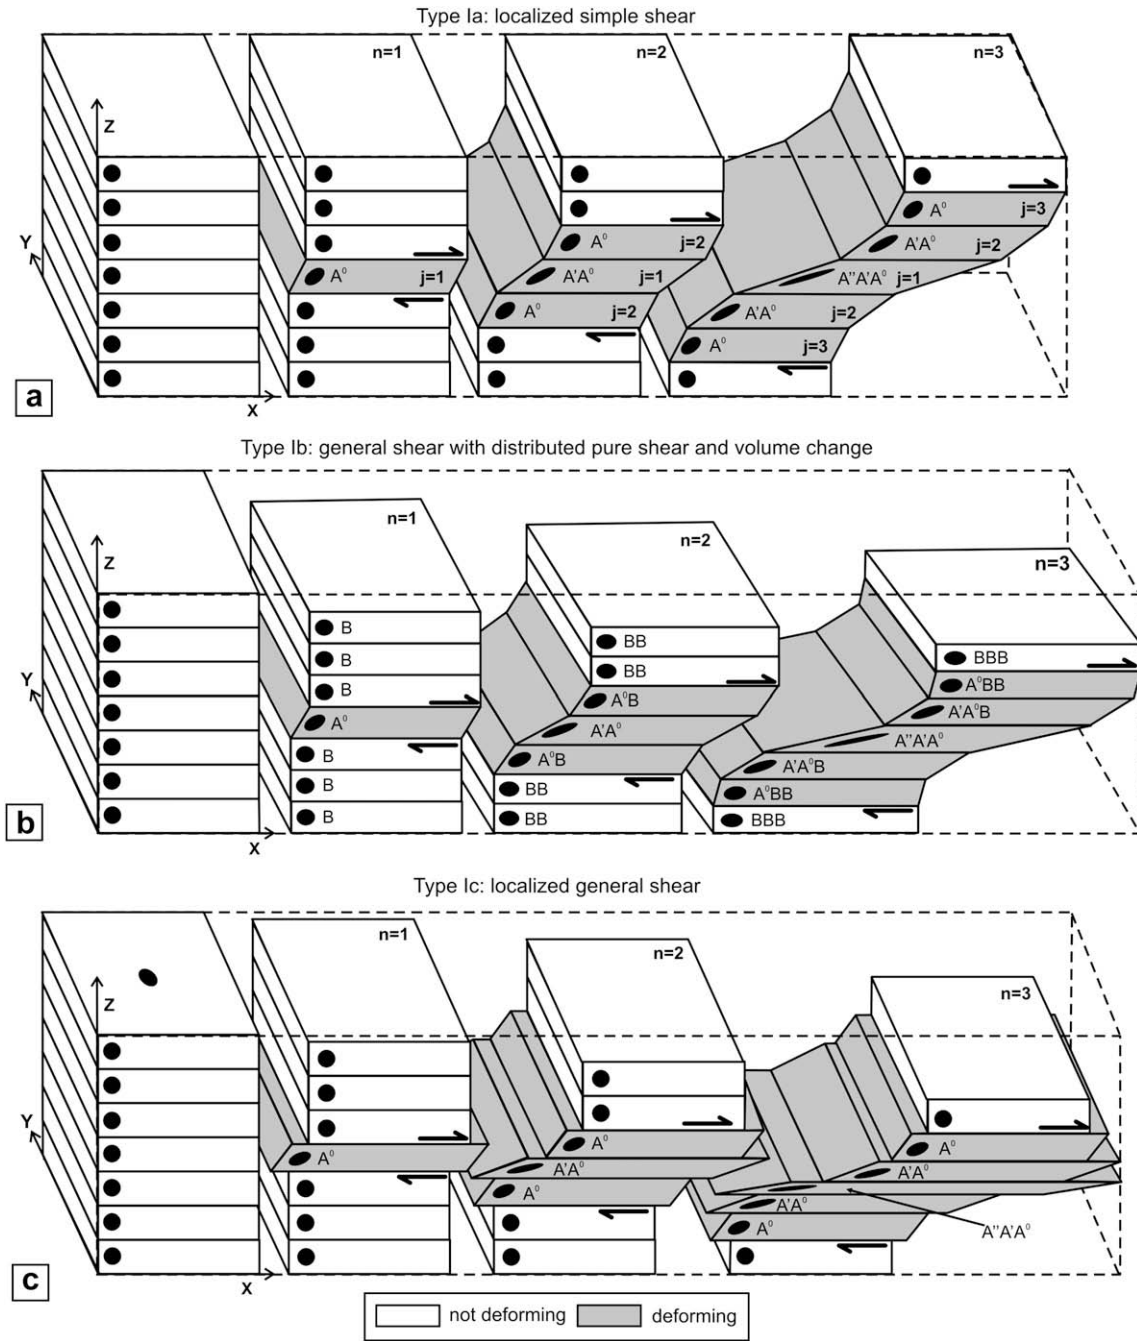 Type Ia: localized simple shear
n=1
n=2
n=3
Z
Y
X
A⁰
j=1
A⁰
j=2
A'A⁰
j=1
A⁰
j=2
A⁰
j=3
A'A⁰
j=2
A''A'A⁰
j=1
A'A⁰
j=2
A⁰
j=3
a
Type Ib: general shear with distributed pure shear and volume change
n=1
n=2
n=3
Z
Y
X
B
B
B
A⁰
B
B
B
BB
BB
A⁰B
A'A⁰
A⁰B
BB
BB
BBB
A⁰BB
A'A⁰B
A''A'A⁰
A'A⁰B
A⁰BB
BBB
b
Type Ic: localized general shear
n=1
n=2
n=3
Z
Y
X
A⁰
A⁰
A'A⁰
A⁰
A⁰
A'A⁰
A'A⁰
A⁰
A''A'A⁰
c
not deforming
deforming